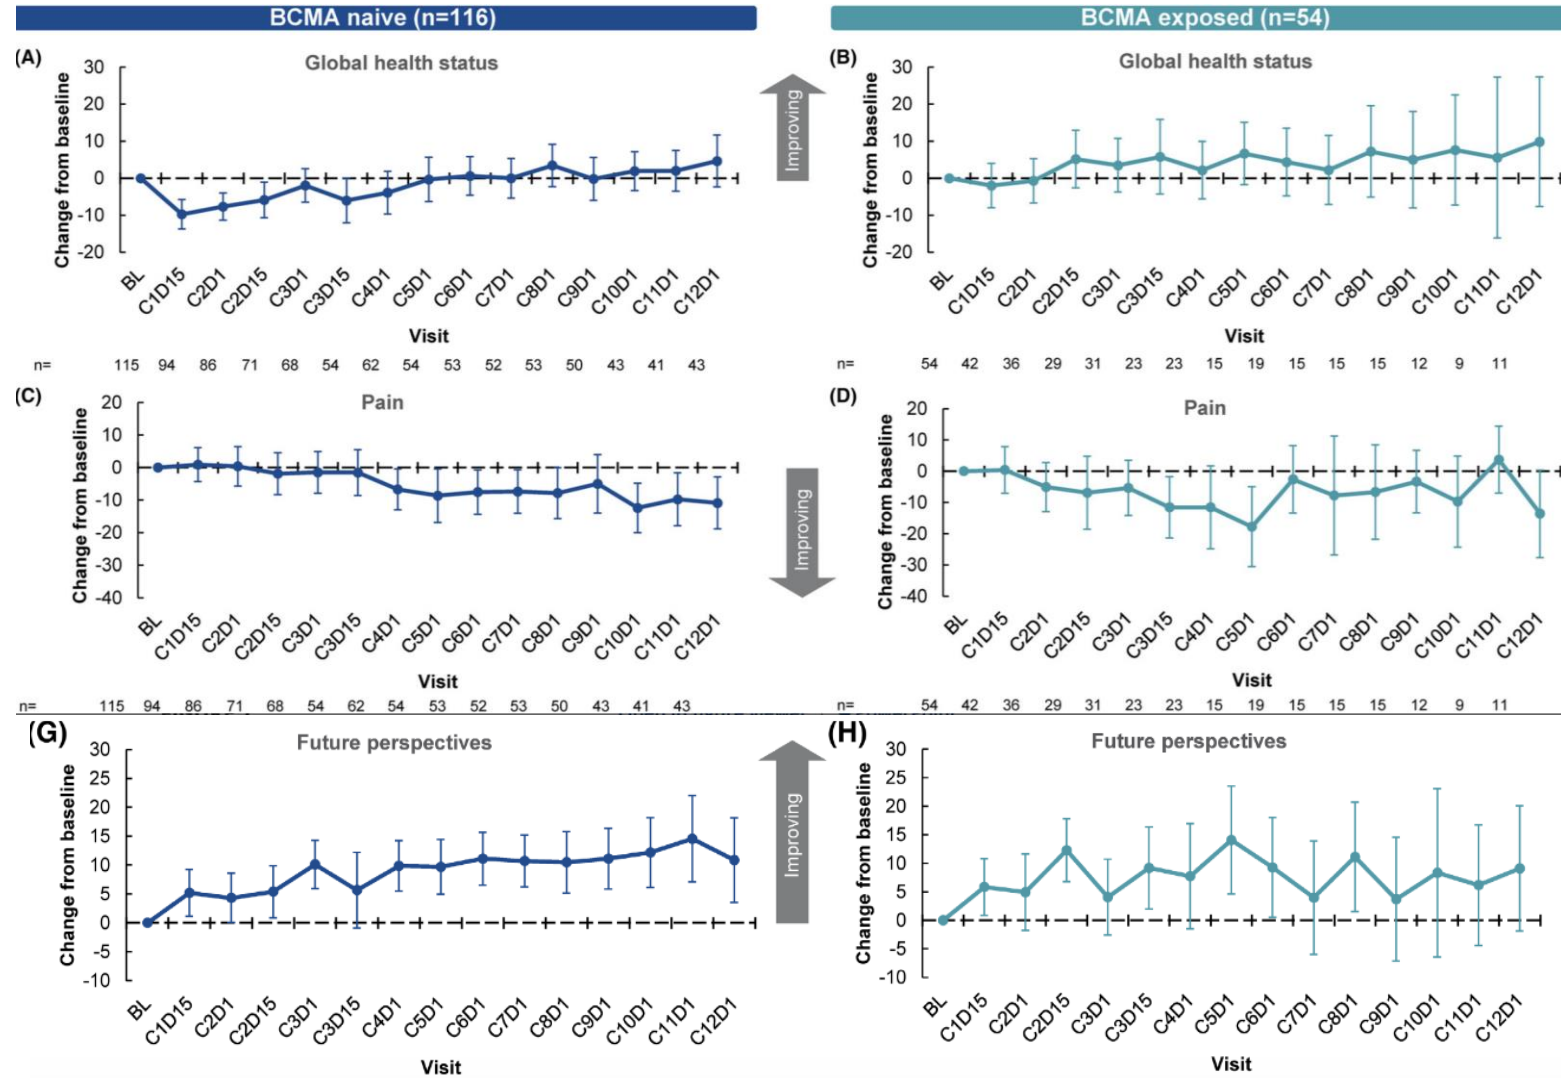 BCMA naive (n=116)
BCMA exposed (n=54)
(A)
Global health status
Change from baseline
30
20
10
0
-10
-20
BL C1D15 C2D1 C2D15 C3D1 C3D15 C4D1 C5D1 C6D1 C7D1 C8D1 C9D1 C10D1 C11D1 C12D1
Visit
n= 115 94 86 71 68 54 62 54 53 52 53 50 43 41 43
Improving
(B)
Global health status
Change from baseline
30
20
10
0
-10
-20
BL C1D15 C2D1 C2D15 C3D1 C3D15 C4D1 C5D1 C6D1 C7D1 C8D1 C9D1 C10D1 C11D1 C12D1
Visit
n= 54 42 36 29 31 23 23 15 19 15 15 15 12 9 11
(C)
Pain
Change from baseline
20
10
0
-10
-20
-30
-40
BL C1D15 C2D1 C2D15 C3D1 C3D15 C4D1 C5D1 C6D1 C7D1 C8D1 C9D1 C10D1 C11D1 C12D1
Visit
n= 115 94 86 71 68 54 62 54 53 52 53 50 43 41 43
Improving
(D)
Pain
Change from baseline
20
10
0
-10
-20
-30
-40
BL C1D15 C2D1 C2D15 C3D1 C3D15 C4D1 C5D1 C6D1 C7D1 C8D1 C9D1 C10D1 C11D1 C12D1
Visit
n= 54 42 36 29 31 23 23 15 19 15 15 15 12 9 11
(G)
Future perspectives
Change from baseline
30
25
20
15
10
5
0
-5
-10
BL C1D15 C2D1 C2D15 C3D1 C3D15 C4D1 C5D1 C6D1 C7D1 C8D1 C9D1 C10D1 C11D1 C12D1
Visit
Improving
(H)
Future perspectives
Change from baseline
30
25
20
15
10
5
0
-5
-10
BL C1D15 C2D1 C2D15 C3D1 C3D15 C4D1 C5D1 C6D1 C7D1 C8D1 C9D1 C10D1 C11D1 C12D1
Visit